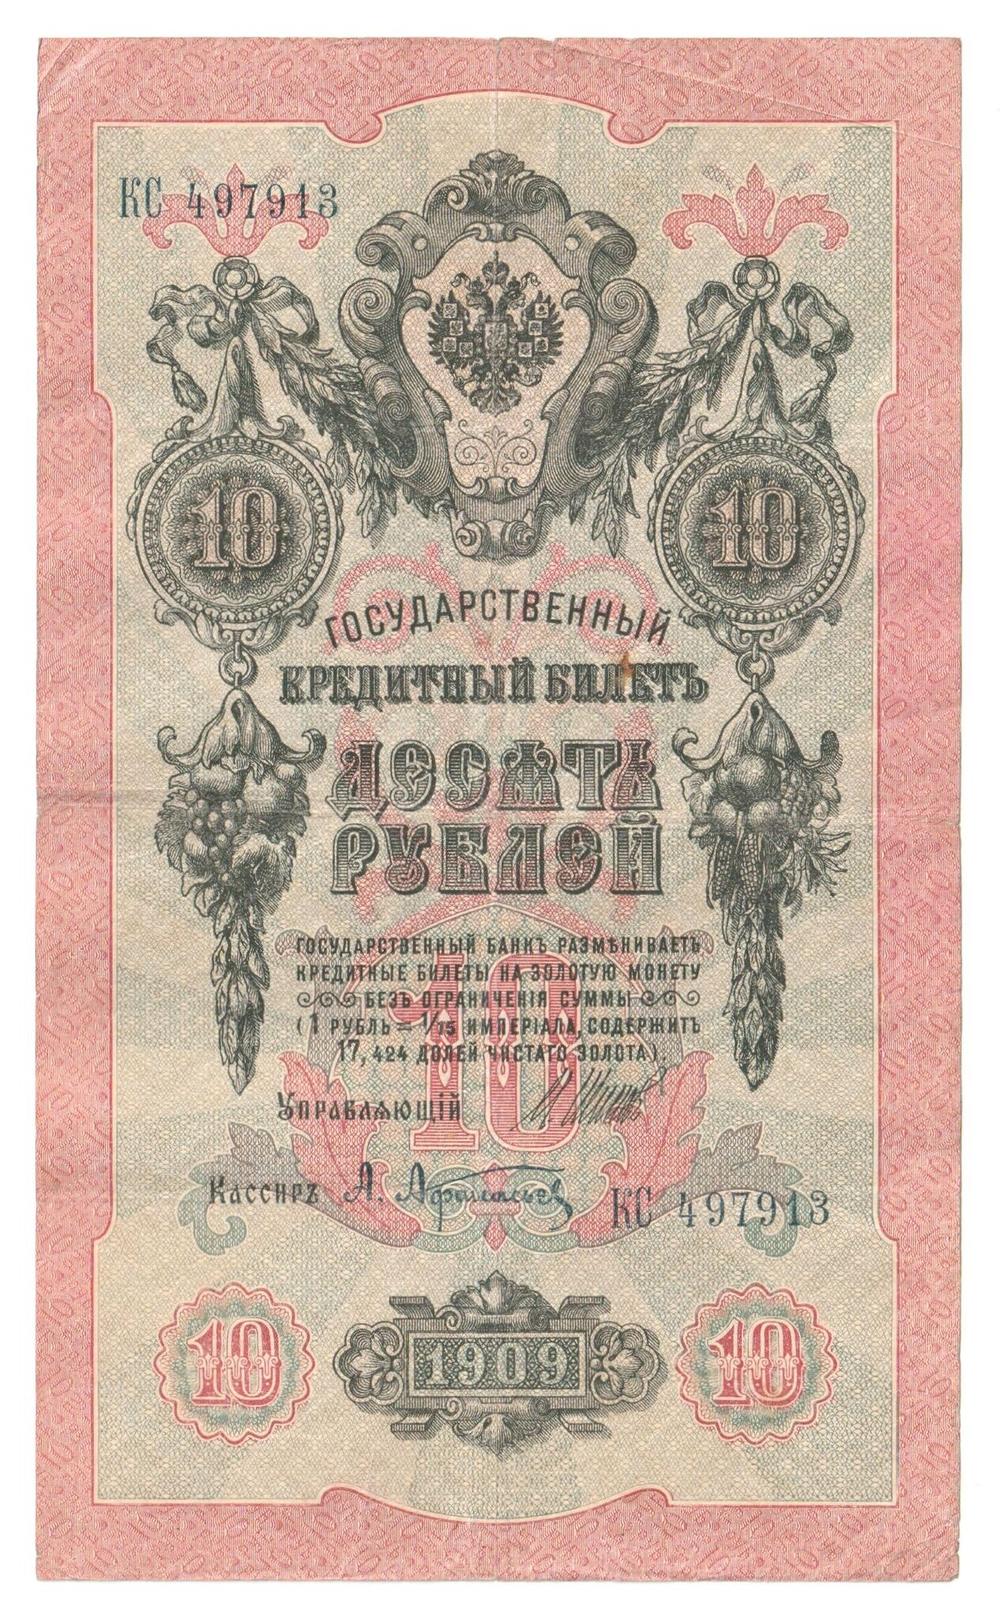 КС 497913
10 10
ГОСУДАРСТВЕННЫЙ
КРЕДИТНЫЙ БИЛЕТЪ
ДЕСЯТЬ
РУБЛЕЙ
10
ГОСУДАРСТВЕННЫЙ БАНКЪ РАЗМѢНИВАЕТЪ
КРЕДИТНЫЕ БИЛЕТЫ НА ЗОЛОТУЮ МОНЕТУ
БЕЗЪ ОГРАНИЧЕНІЯ СУММЫ
(1 РУБЛЬ = 1/15 ИМПЕРІАЛА, СОДЕРЖИТЪ
17,424 ДОЛЕЙ ЧИСТАГО ЗОЛОТА).
УПРАВЛЯЮЩІЙ И. Шипов
КАССИРЪ А. Афанасьев
КС 497913
10 1909 10